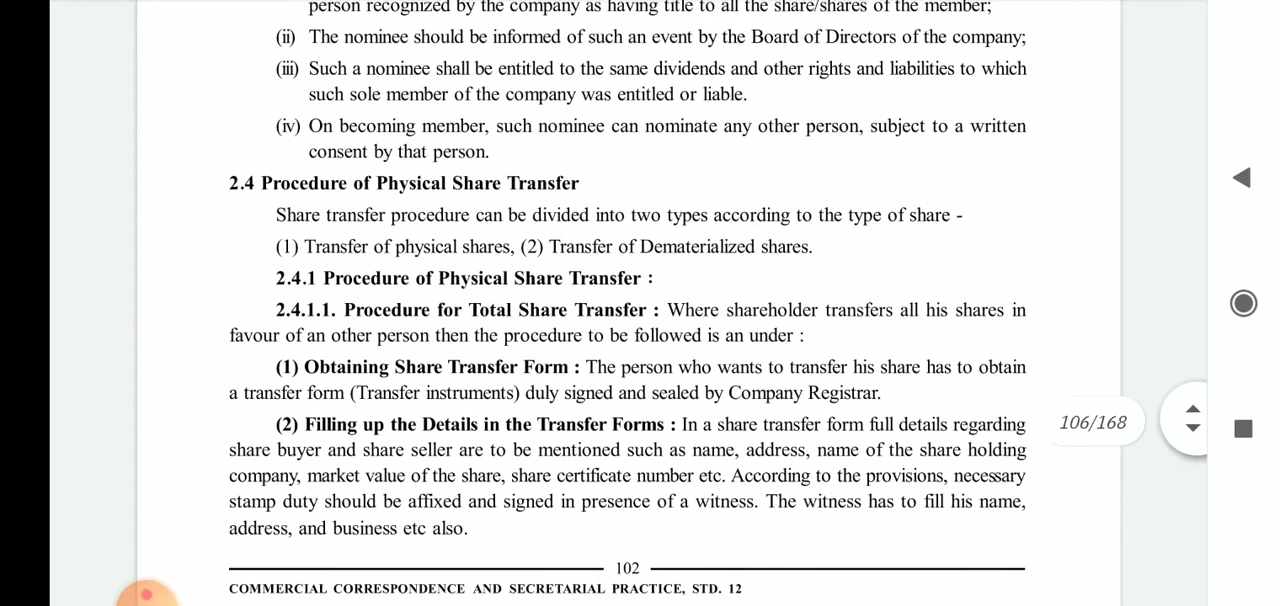 person recognized by the company as having title to all the share/shares of the member;
(ii) The nominee should be informed of such an event by the Board of Directors of the company;
(iii) Such a nominee shall be entitled to the same dividends and other rights and liabilities to which
such sole member of the company was entitled or liable.
(iv) On becoming member, such nominee can nominate any other person, subject to a written
consent by that person.
2.4 Procedure of Physical Share Transfer
Share transfer procedure can be divided into two types according to the type of share -
(1) Transfer of physical shares, (2) Transfer of Dematerialized shares.
2.4.1 Procedure of Physical Share Transfer :
2.4.1.1. Procedure for Total Share Transfer : Where shareholder transfers all his shares in
favour of an other person then the procedure to be followed is an under :
(1) Obtaining Share Transfer Form : The person who wants to transfer his share has to obtain
a transfer form (Transfer instruments) duly signed and sealed by Company Registrar.
(2) Filling up the Details in the Transfer Forms : In a share transfer form full details regarding
share buyer and share seller are to be mentioned such as name, address, name of the share holding
company, market value of the share, share certificate number etc. According to the provisions, necessary
stamp duty should be affixed and signed in presence of a witness. The witness has to fill his name,
address, and business etc also.
106/168
102
COMMERCIAL CORRESPONDENCE AND SECRETARIAL PRACTICE, STD. 12